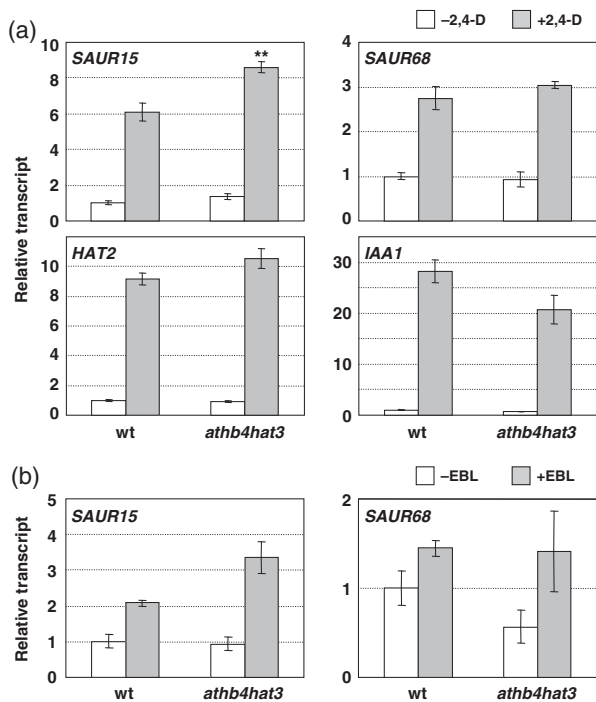 (a)
–2,4-D +2,4-D
SAUR15
**
10
8
6
4
2
0
SAUR68
4
3
2
1
0
Relative transcript
HAT2
10
8
6
4
2
0
wt athb4hat3
IAA1
30
20
10
0
wt athb4hat3
(b)
–EBL +EBL
SAUR15
5
4
3
2
1
0
Relative transcript
wt athb4hat3
SAUR68
2
1
0
wt athb4hat3